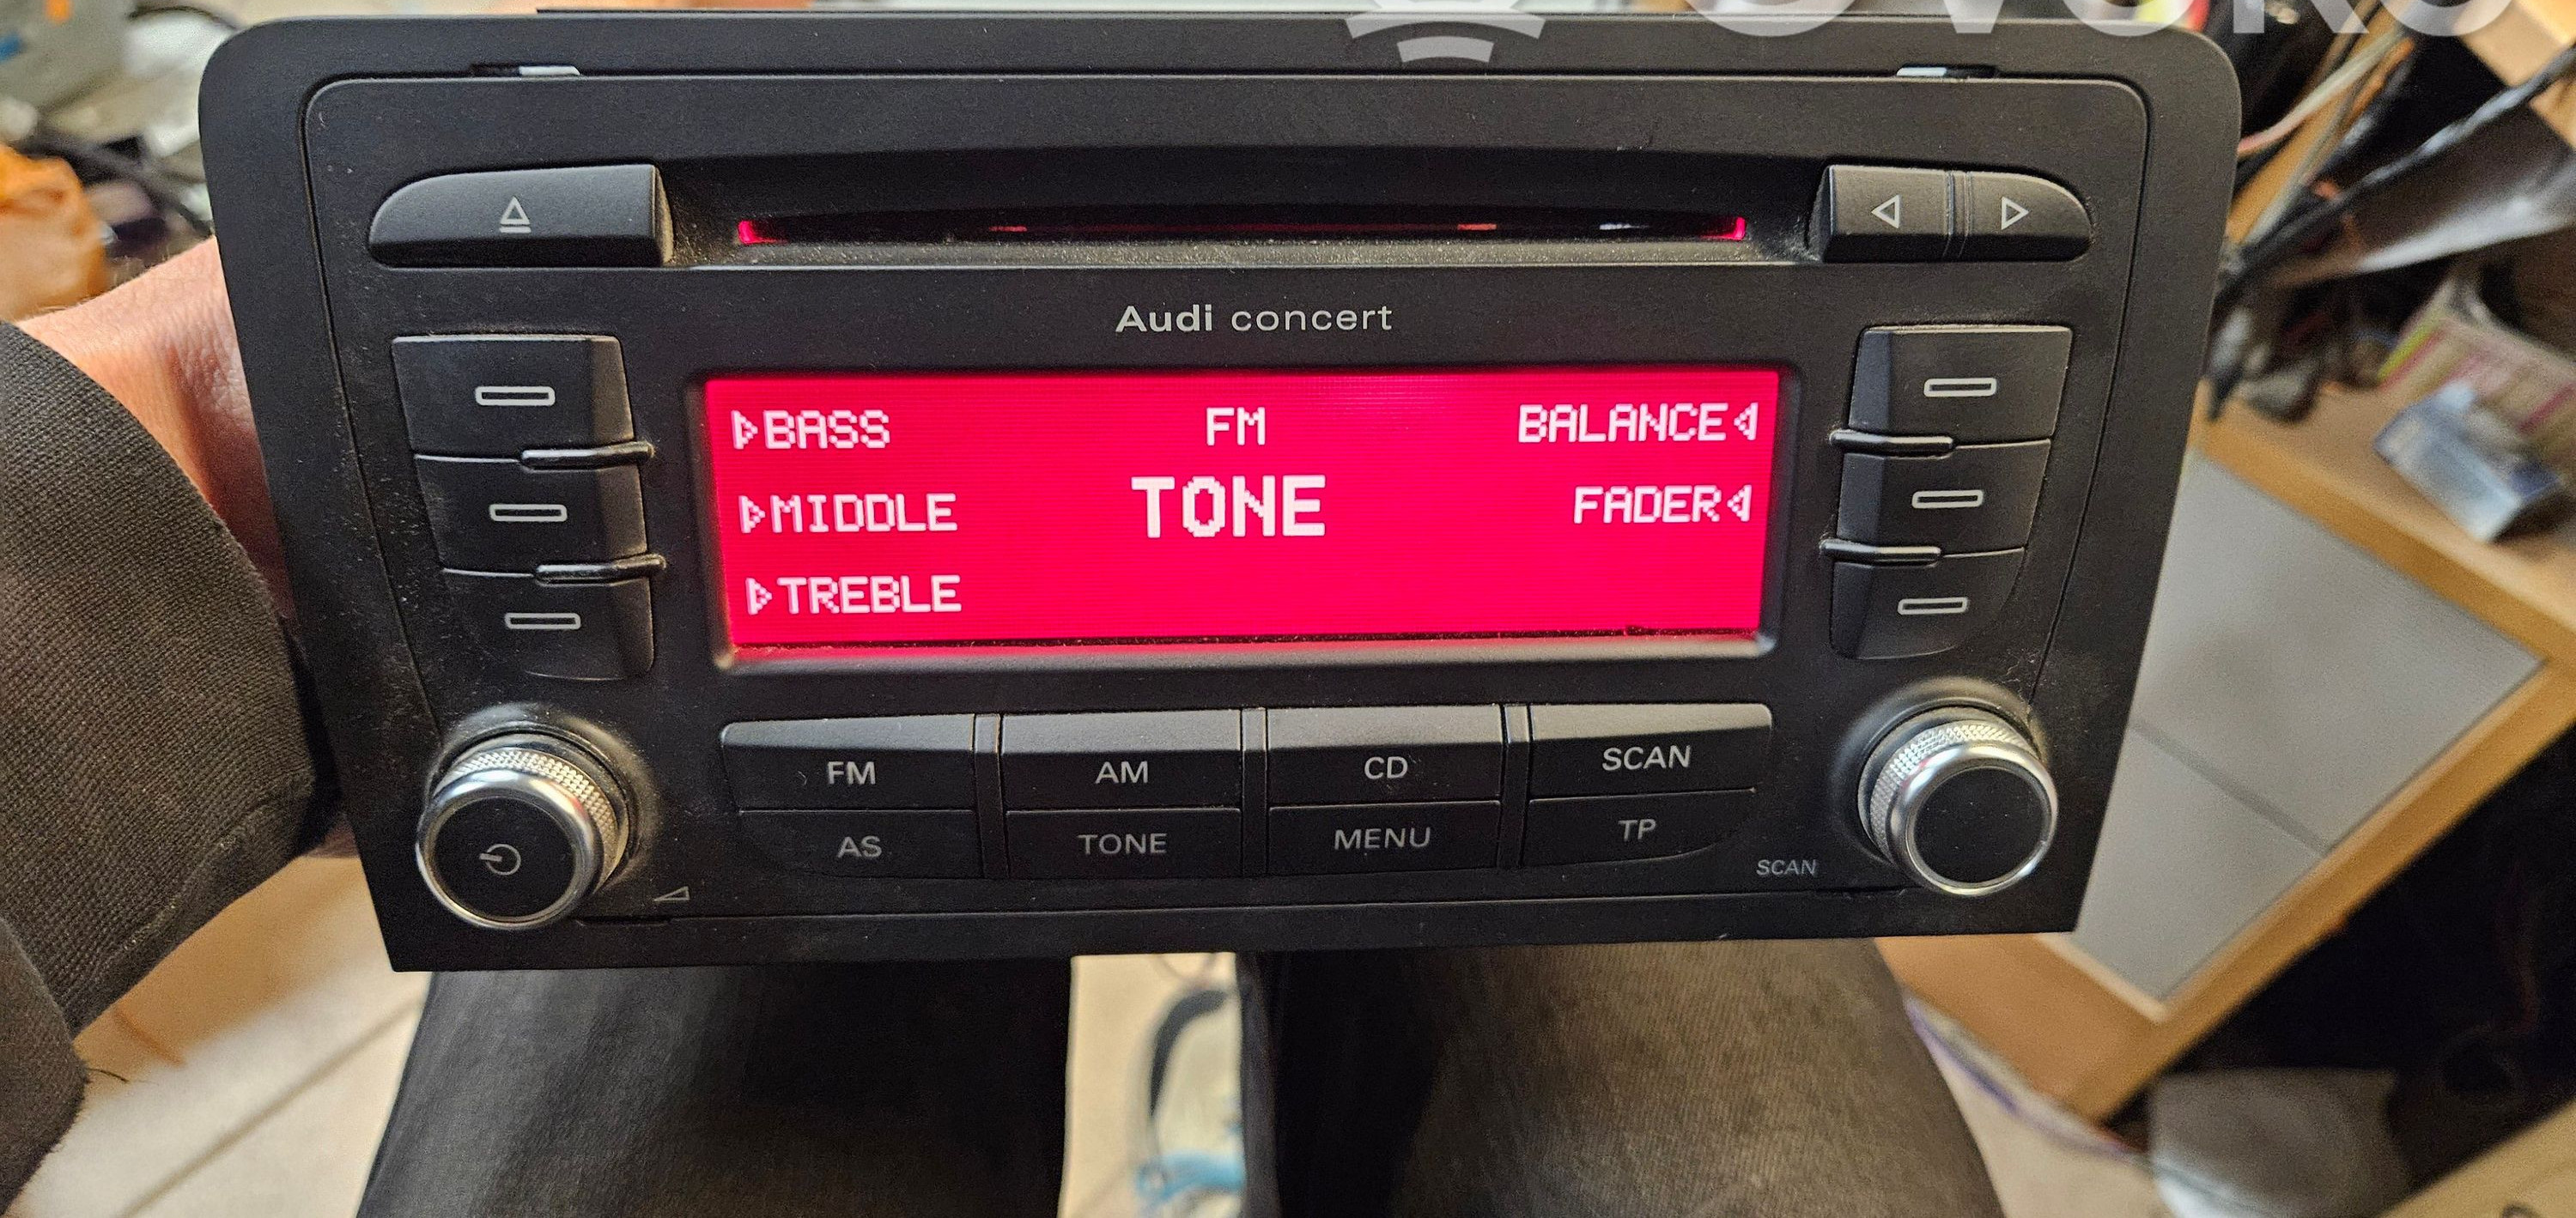 Audi concert
BASS FM BALANCE
MIDDLE TONE FADER
TREBLE
FM AM CD SCAN
AS TONE MENU TP
SCAN